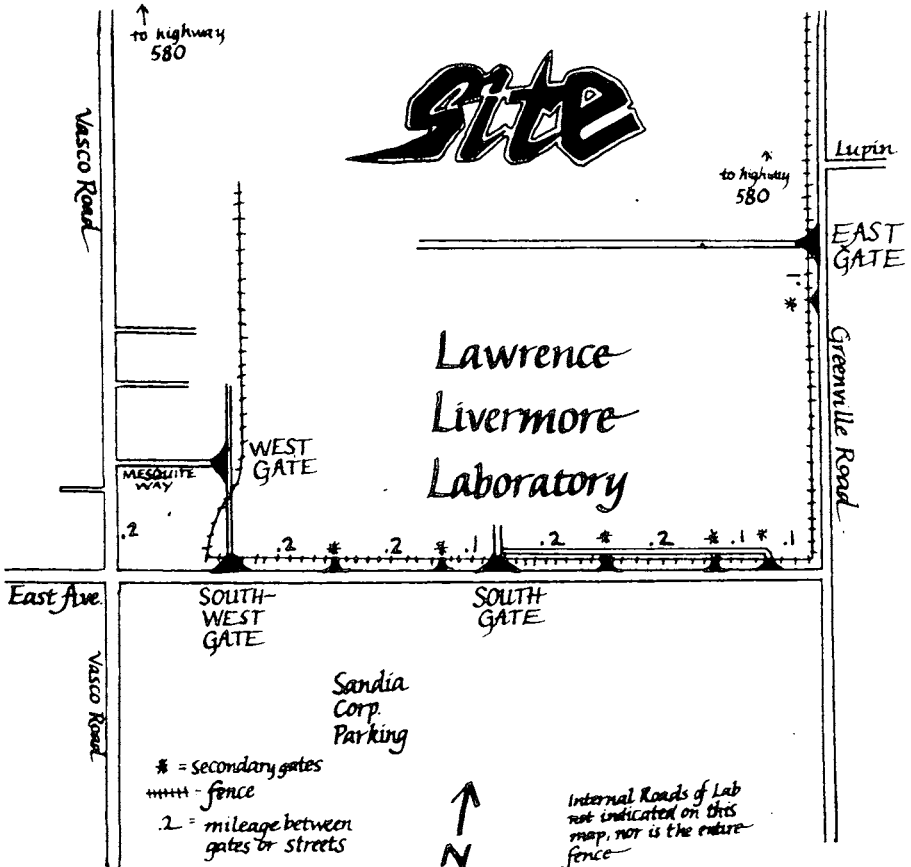 to highway
580
Site
Vasco Road
Lupin
to highway
580
EAST
GATE
.1
*
Greenville Road
Lawrence
Livermore
Laboratory
WEST
GATE
MESQUITE
WAY
.2
.2 * .2 * .1 .2 * .2 * .1 * .1
East Ave.
SOUTH-
WEST
GATE
SOUTH
GATE
Vasco Road
Sandia
Corp.
Parking
* = secondary gates
- fence
.2 = mileage between
gates or streets
N
Internal Roads of Lab
not indicated on this
map, nor is the entire
fence